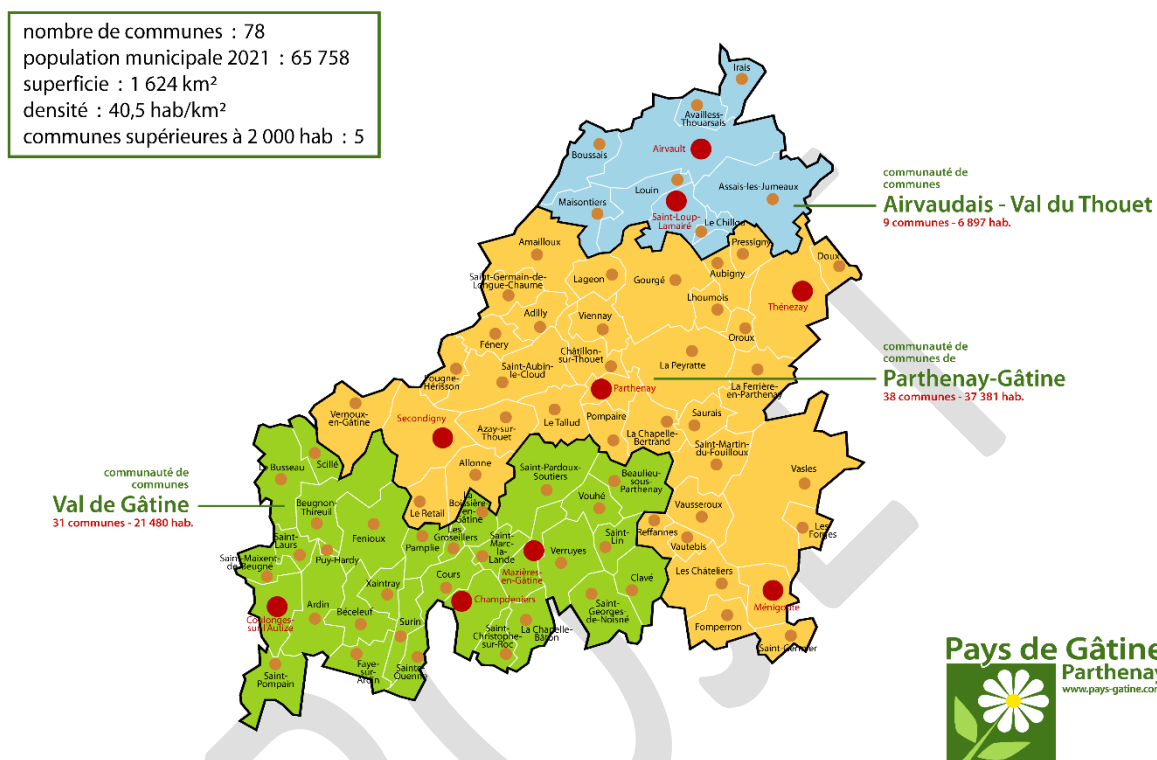 nombre de communes : 78
population municipale 2021 : 65 758
superficie : 1 624 km²
densité : 40,5 hab/km²
communes supérieures à 2 000 hab : 5
Irais
Availless-
Thouarsais
Airvault
Boussais
Louin
Assais-les-Jumeaux
Maisontiers
Saint-Loup-
Lamairé
Le Chillou
communauté de
communes
Airvaudais - Val du Thouet
9 communes - 6 897 hab.
Amailloux
Pressigny
Doux
Aubigny
Saint-Germain-de-
Longue-Chaume
Lageon
Gourgé
Thénezay
Lhoumois
Adilly
Viennay
Oroux
Fénery
Châtillon-
sur-Thouet
La Peyratte
Saint-Aubin-
le-Cloud
Fougne-
Hérisson
Parthenay
La Ferrière-
en-Parthenay
communauté de
communes de
Parthenay-Gâtine
38 communes - 37 381 hab.
Vernoux-
en-Gâtine
Secondigny
Azay-sur-
Thouet
Le Tallud
Pompaire
Saurais
La Chapelle-
Bertrand
Saint-Martin-
du-Fouilloux
Allonne
Vasles
Le Retail
Vausseroux
Reffannes
Vautebis
Les
Forges
Les Châteliers
Ménigoute
Fomperron
Saint-Germier
communauté de
communes
Val de Gâtine
31 communes - 21 480 hab.
Le Busseau
Scillé
Saint-Pardoux-
Soutiers
Beaulieu-
sous-
Parthenay
Vouhé
La
Boissière-
en-
Gâtine
Beugnon-
Thireuil
Fenioux
Pamplie
Les
Groseillers
Saint-
Marc-
la-
Lande
Verruyes
Saint-
Lin
Saint-
Laurs
Puy-Hardy
Saint-Maixent-
de-Beugne
Mazières-
en-Gâtine
Xaintray
Cours
Clavé
Champdeniers
Coulonges-
sur-l'Autize
Ardin
Béceleuf
Surin
Saint-
Georges-
de-Noisné
La Chapelle-
Bâton
Saint-
Christophe-
sur-Roc
Faye-
sur-
Ardin
Sainte-
Ouenne
Saint-
Pompain
Pays de Gâtine
Parthenay
www.pays-gatine.com